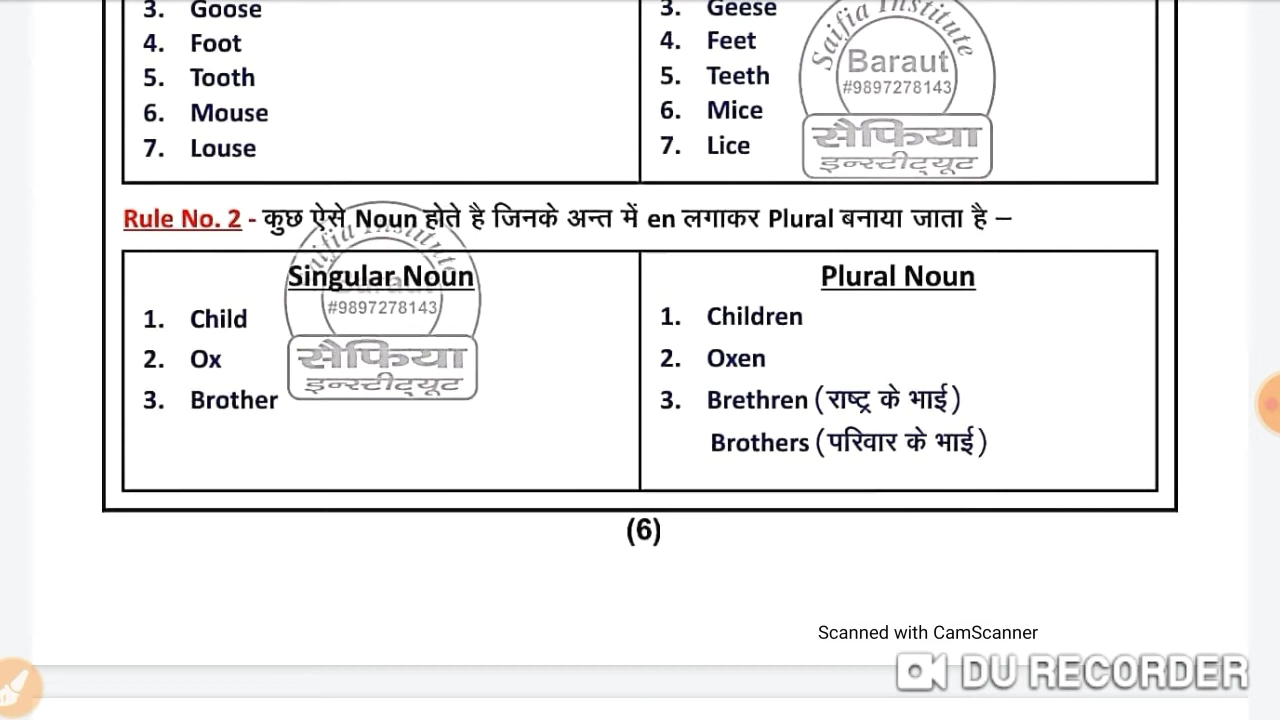 3. Goose
4. Foot
5. Tooth
6. Mouse
7. Louse
3. Geese
4. Feet
5. Teeth
6. Mice
7. Lice
Saifia Institute
Baraut
#9897278143
सैफिया
इन्स्टीट्यूट
Rule No. 2 - कुछ ऐसे Noun होते है जिनके अन्त में en लगाकर Plural बनाया जाता है –
Singular Noun
1. Child
2. Ox
3. Brother
Saifia Institute
Baraut
#9897278143
सैफिया
इन्स्टीट्यूट
Plural Noun
1. Children
2. Oxen
3. Brethren (राष्ट्र के भाई)
Brothers (परिवार के भाई)
(6)
Scanned with CamScanner
DU RECORDER